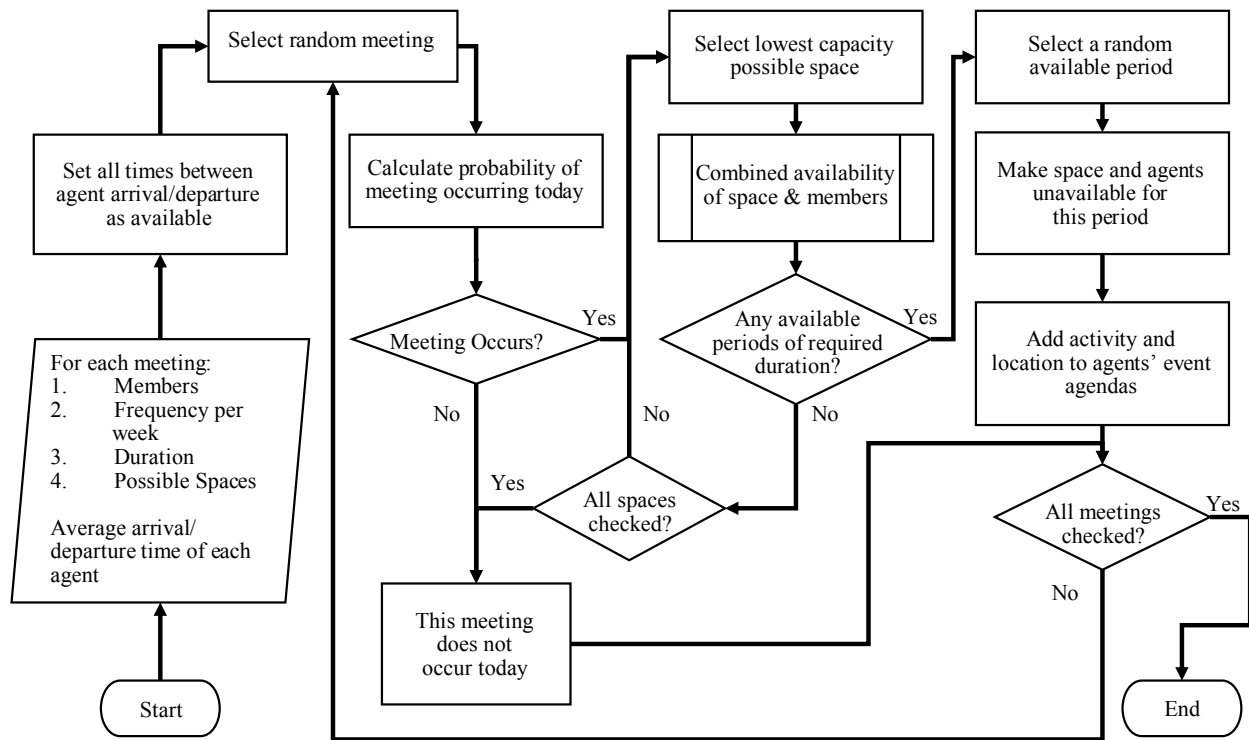 Select random meeting
Select lowest capacity
possible space
Select a random
available period
Set all times between
agent arrival/departure
as available
Calculate probability of
meeting occurring today
Combined availability
of space & members
Make space and agents
unavailable for
this period
Meeting Occurs?
Yes
No
Any available
periods of required
duration?
Yes
No
Add activity and
location to agents’ event
agendas
For each meeting:
1. Members
2. Frequency per
week
3. Duration
4. Possible Spaces
Average arrival/
departure time of each
agent
No
Yes
All spaces
checked?
All meetings
checked?
Yes
No
This meeting
does not
occur today
Start
End